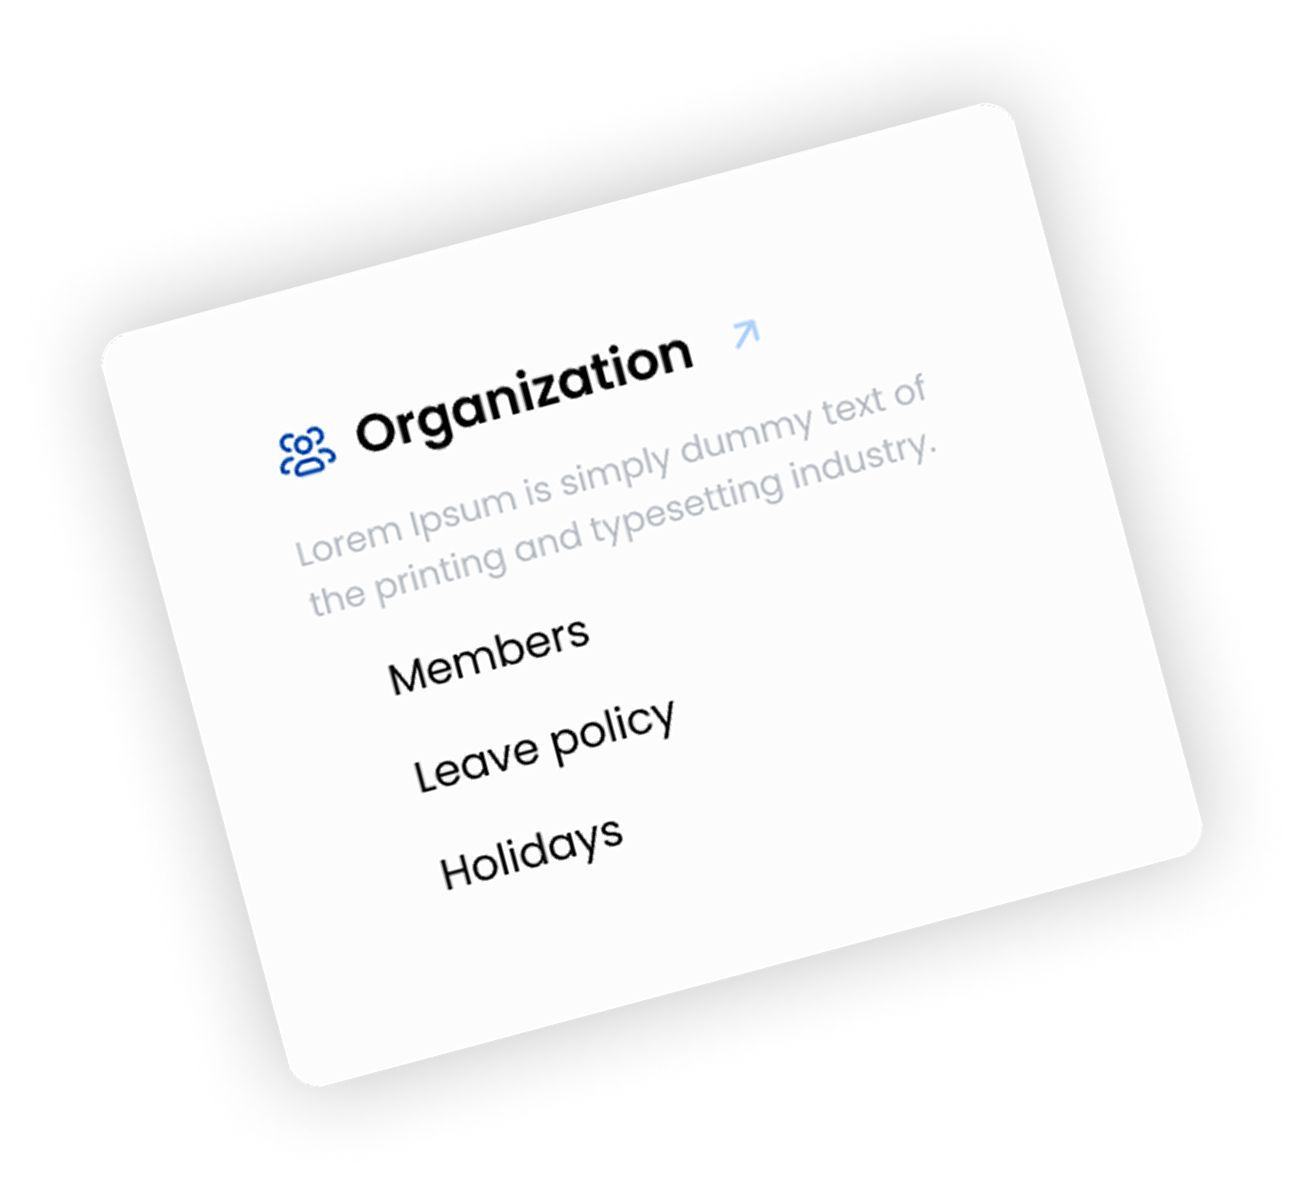 Organization
Lorem Ipsum is simply dummy text of
the printing and typesetting industry.
Members
Leave policy
Holidays